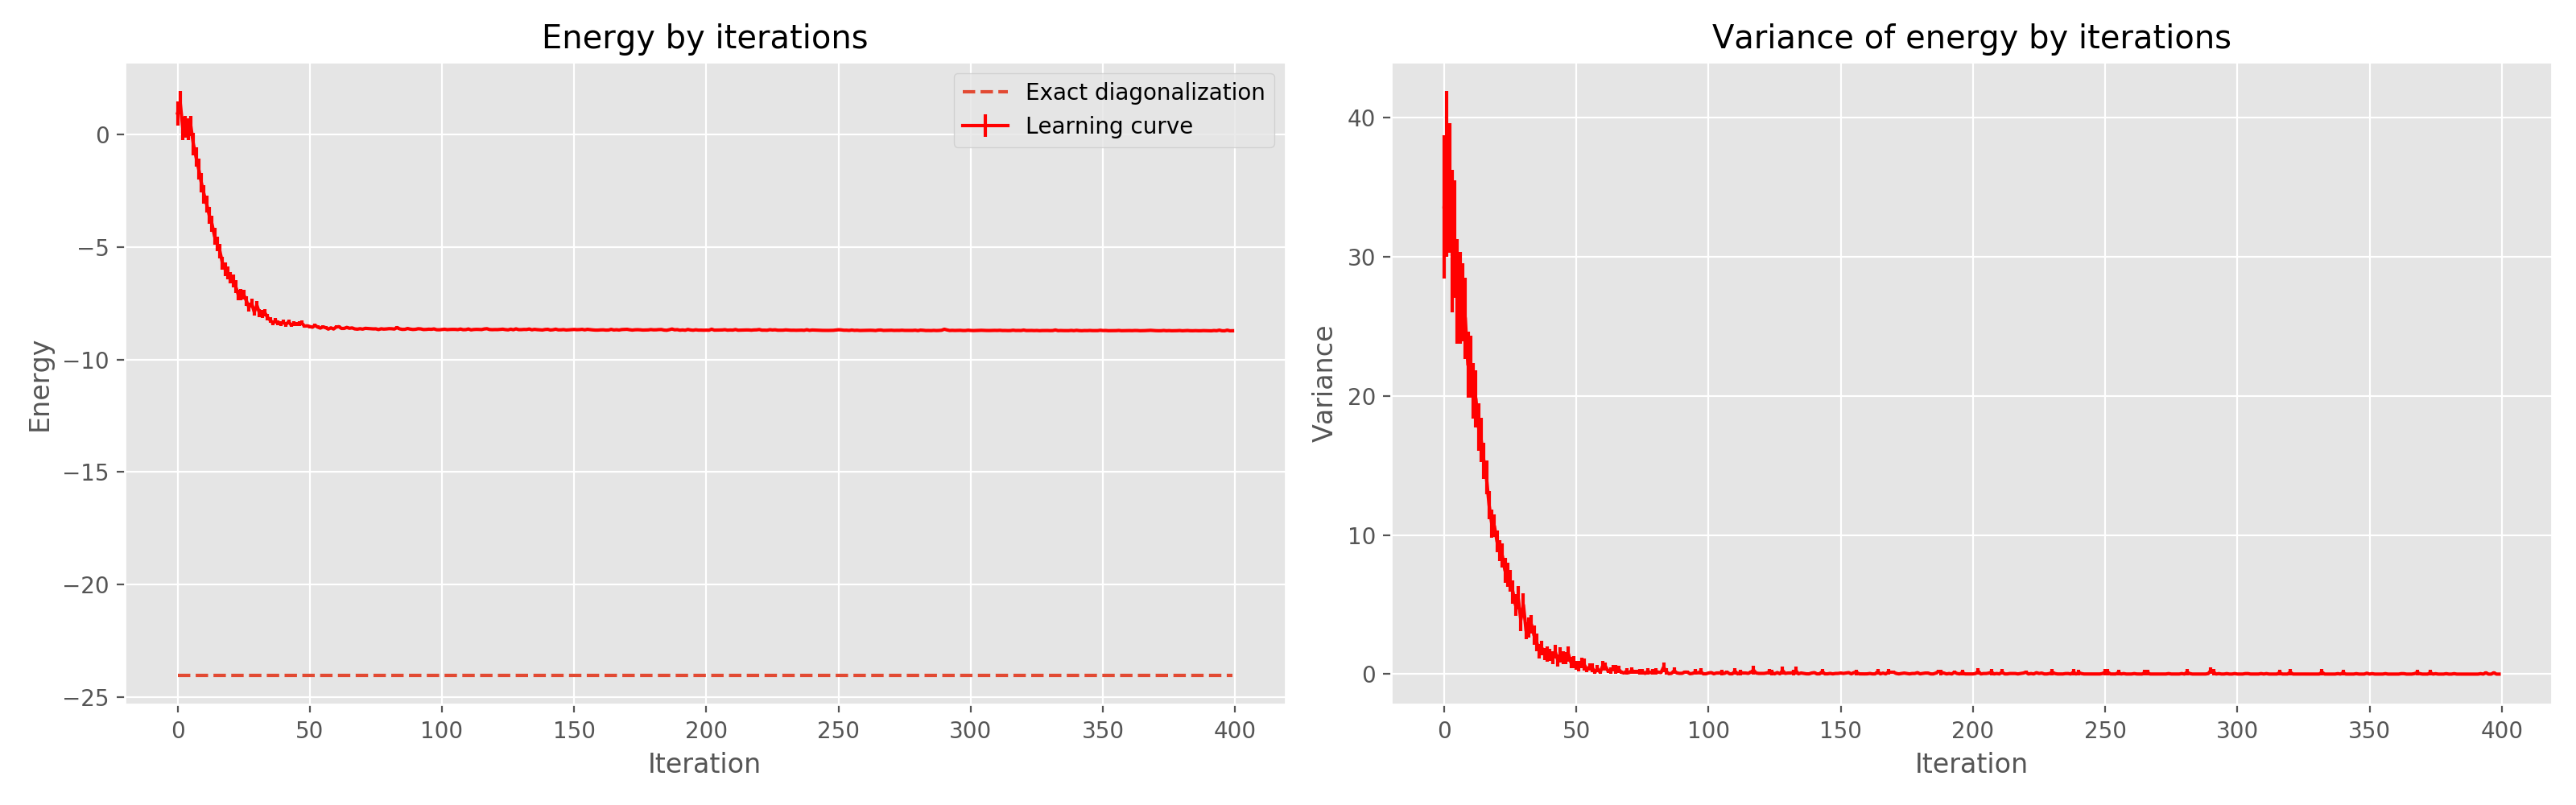 Energy by iterations
Exact diagonalization
Learning curve
0
−5
−10
−15
−20
−25
Energy
0 50 100 150 200 250 300 350 400
Iteration
Variance of energy by iterations
40
30
20
10
0
Variance
0 50 100 150 200 250 300 350 400
Iteration